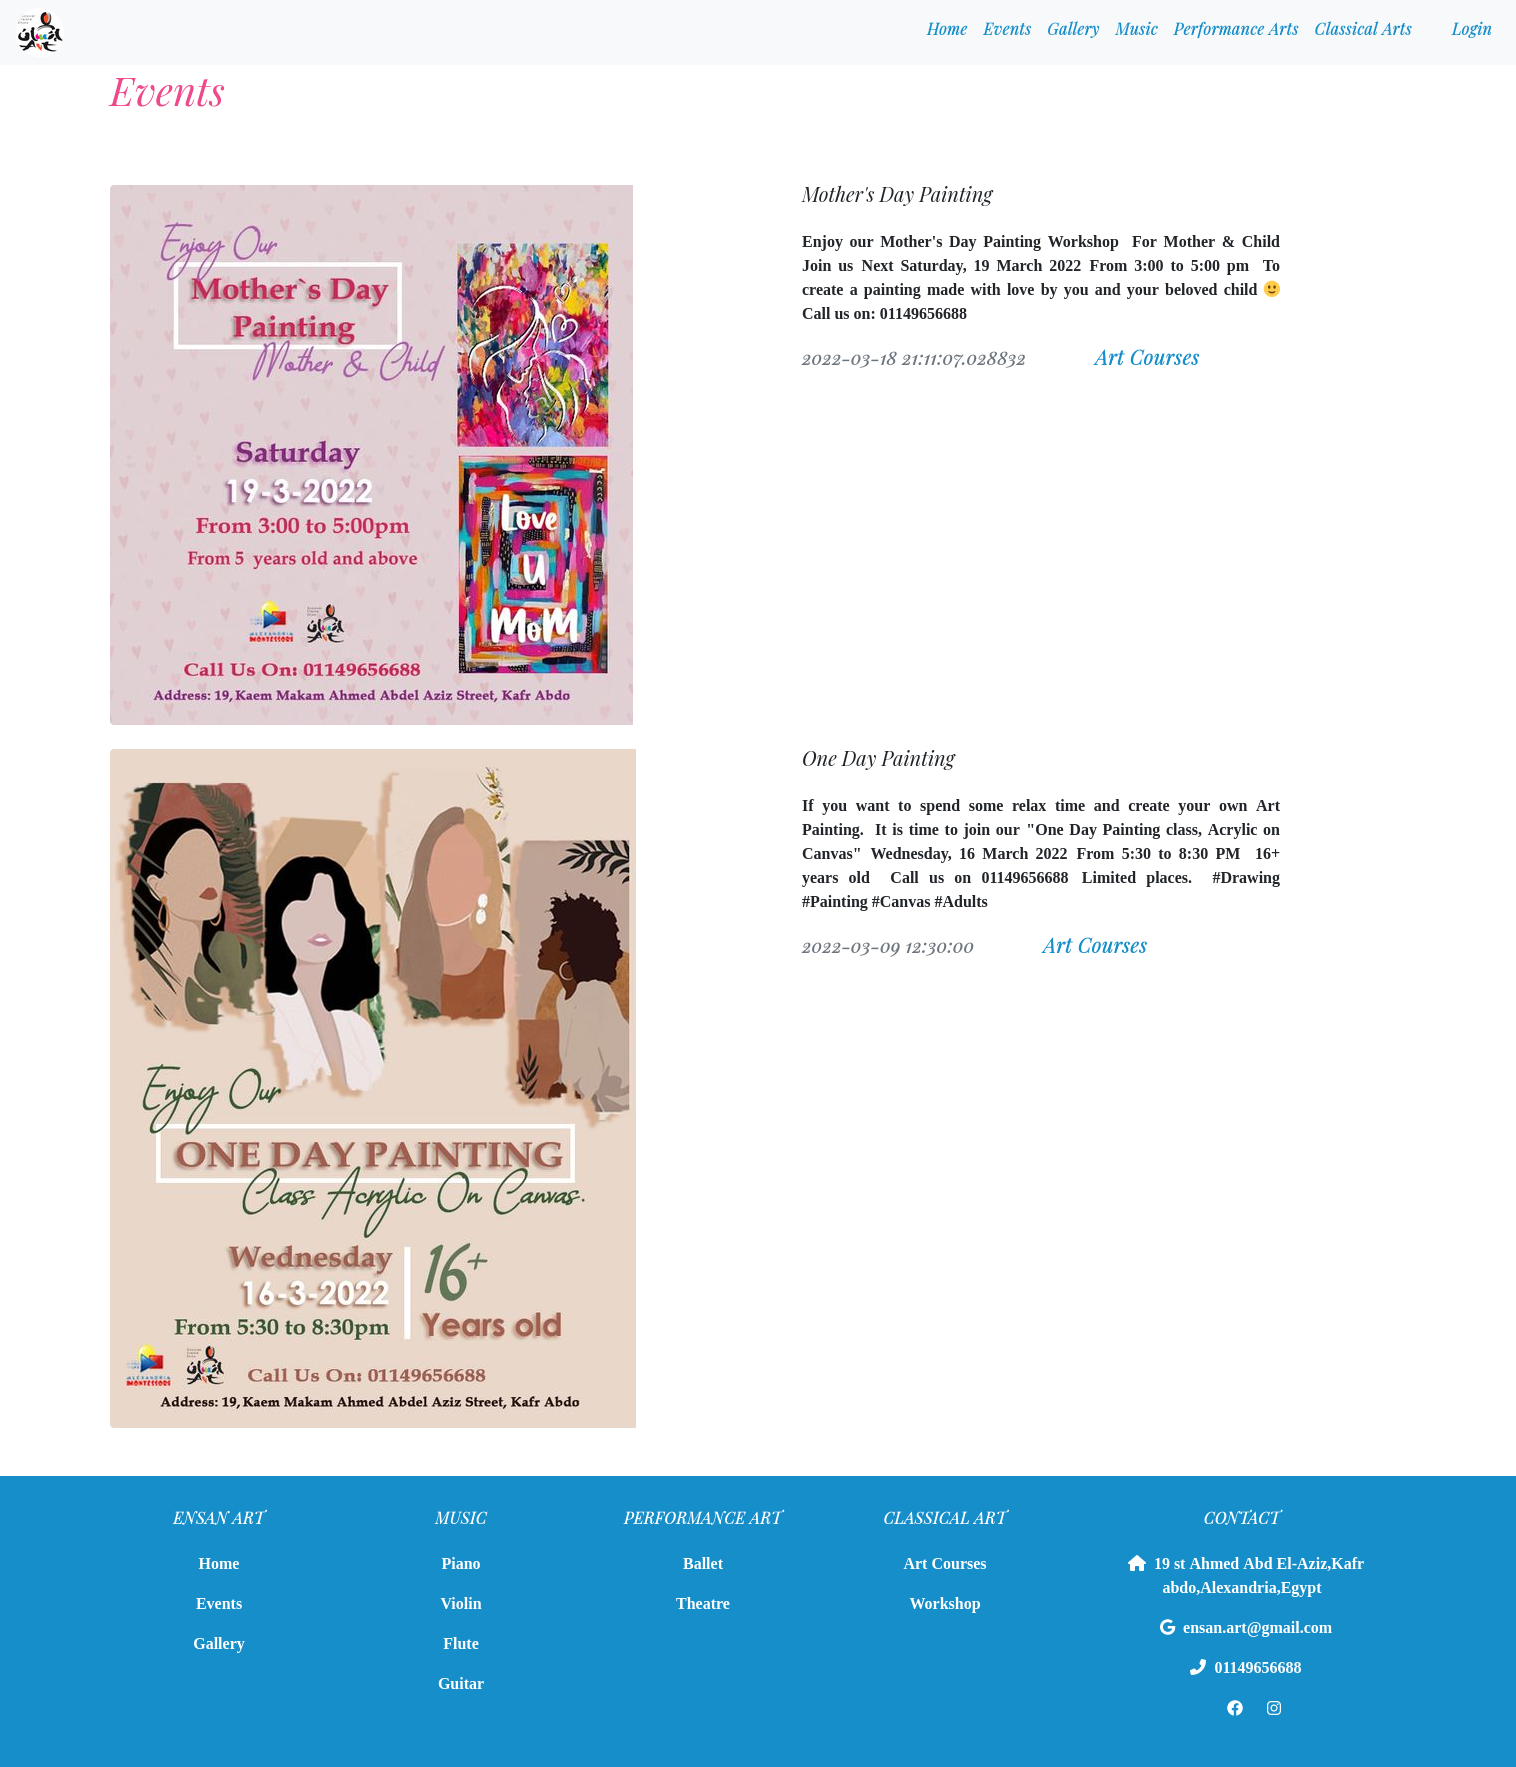 Home Events Gallery Music Performance Arts Classical Arts Login
Events
Enjoy Our
Mother`s Day
Painting
Mother & Child
Saturday
19-3-2022
From 3:00 to 5:00pm
From 5 years old and above
Love
U
MoM
ALEXANDRIA
MONTESSORI
Call Us On: 01149656688
Address: 19, Kaem Makam Ahmed Abdel Aziz Street, Kafr Abdo
Mother's Day Painting
Enjoy our Mother's Day Painting Workshop For Mother & Child
Join us Next Saturday, 19 March 2022 From 3:00 to 5:00 pm To
create a painting made with love by you and your beloved child 🙂
Call us on: 01149656688
2022-03-18 21:11:07.028832 Art Courses
Enjoy Our
ONE DAY PAINTING
Class Acrylic On Canvas.
Wednesday
16-3-2022
From 5:30 to 8:30pm
16+
Years old
ALEXANDRIA
MONTESSORI
Call Us On: 01149656688
Address: 19, Kaem Makam Ahmed Abdel Aziz Street, Kafr Abdo
One Day Painting
If you want to spend some relax time and create your own Art
Painting. It is time to join our "One Day Painting class, Acrylic on
Canvas" Wednesday, 16 March 2022 From 5:30 to 8:30 PM 16+
years old Call us on 01149656688 Limited places. #Drawing
#Painting #Canvas #Adults
2022-03-09 12:30:00 Art Courses
ENSAN ART
Home
Events
Gallery
MUSIC
Piano
Violin
Flute
Guitar
PERFORMANCE ART
Ballet
Theatre
CLASSICAL ART
Art Courses
Workshop
CONTACT
19 st Ahmed Abd El-Aziz,Kafr
abdo,Alexandria,Egypt
ensan.art@gmail.com
01149656688